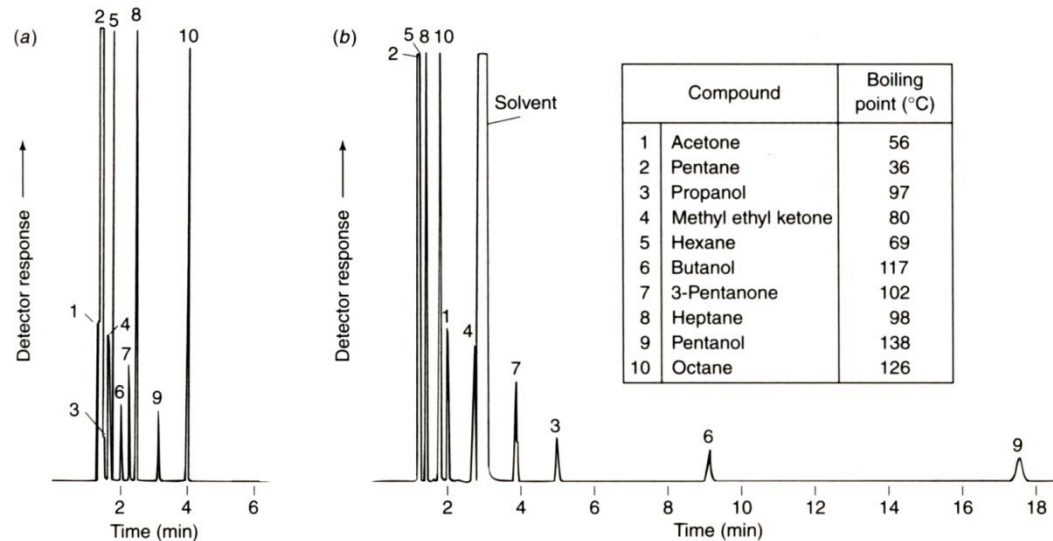 (a)
2 5 8
10
1
4
7
3
6
9
Detector response
2 4 6
Time (min)
(b)
5 8 10
2
Solvent
1
4
7
3
6
9
Detector response
2 4 6 8 10 12 14 16 18
Time (min)
Compound Boiling point (°C)
1 Acetone 56
2 Pentane 36
3 Propanol 97
4 Methyl ethyl ketone 80
5 Hexane 69
6 Butanol 117
7 3-Pentanone 102
8 Heptane 98
9 Pentanol 138
10 Octane 126